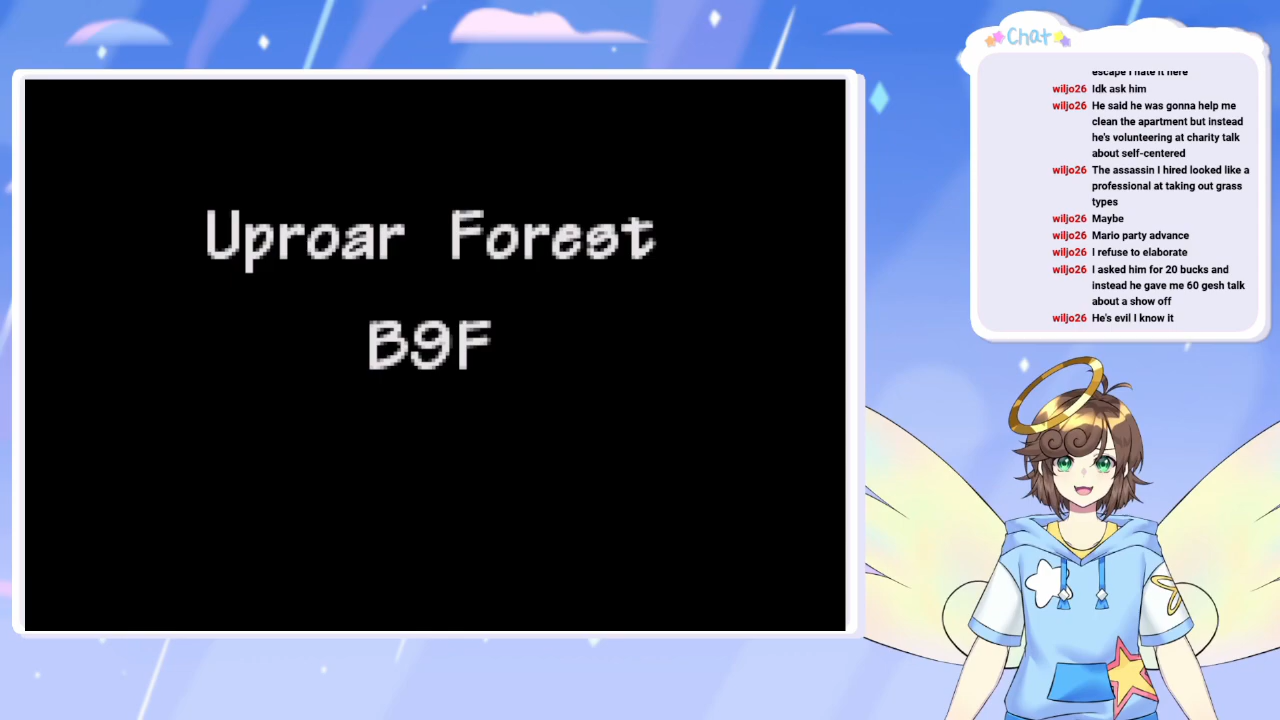 Uproar Forest
B9F
Chat
escape I hate it here
wiljo26 Idk ask him
wiljo26 He said he was gonna help me
clean the apartment but instead
he's volunteering at charity talk
about self-centered
wiljo26 The assassin I hired looked like a
professional at taking out grass
types
wiljo26 Maybe
wiljo26 Mario party advance
wiljo26 I refuse to elaborate
wiljo26 I asked him for 20 bucks and
instead he gave me 60 gesh talk
about a show off
wiljo26 He's evil I know it